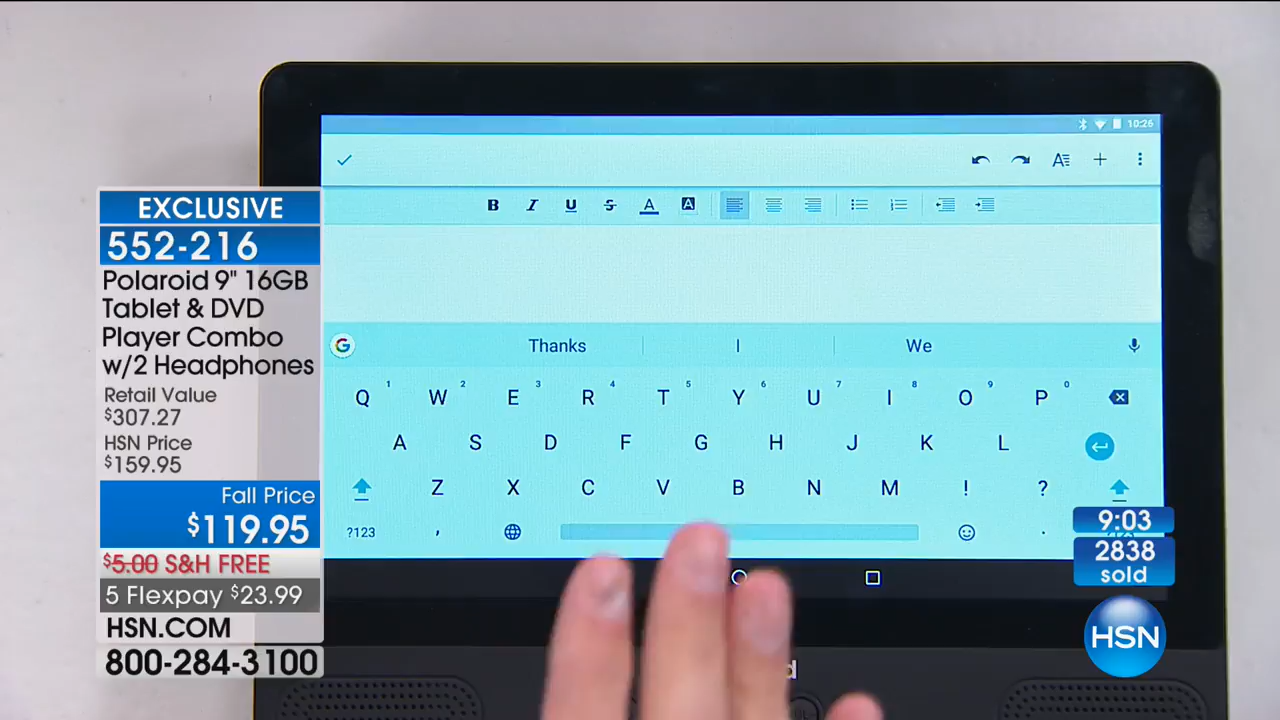 EXCLUSIVE
552-216
Polaroid 9" 16GB
Tablet & DVD
Player Combo
w/2 Headphones
Retail Value
$307.27
HSN Price
$159.95
Fall Price
$119.95
$5.00 S&H FREE
5 Flexpay $23.99
HSN.COM
800-284-3100
10:26
B I U S A A
Thanks I We
Q 1 W 2 E 3 R 4 T 5 Y 6 U 7 I 8 O 9 P 0
A S D F G H J K L
Z X C V B N M ! ?
?123 , .
9:03
2838
sold
HSN
d